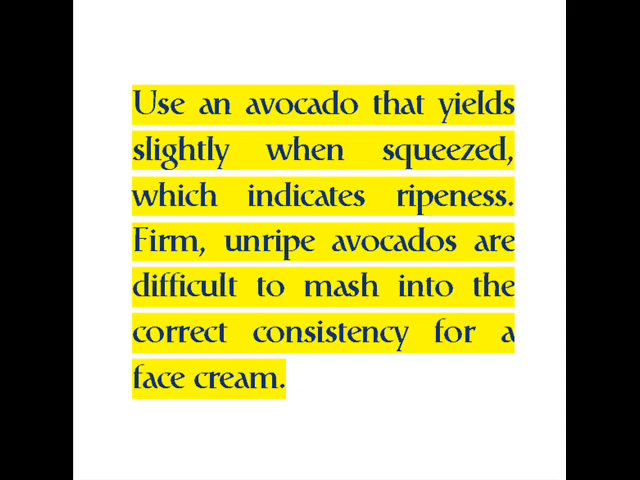 Use an avocado that yields
slightly when squeezed,
which indicates ripeness.
Firm, unripe avocados are
difficult to mash into the
correct consistency for a
face cream.